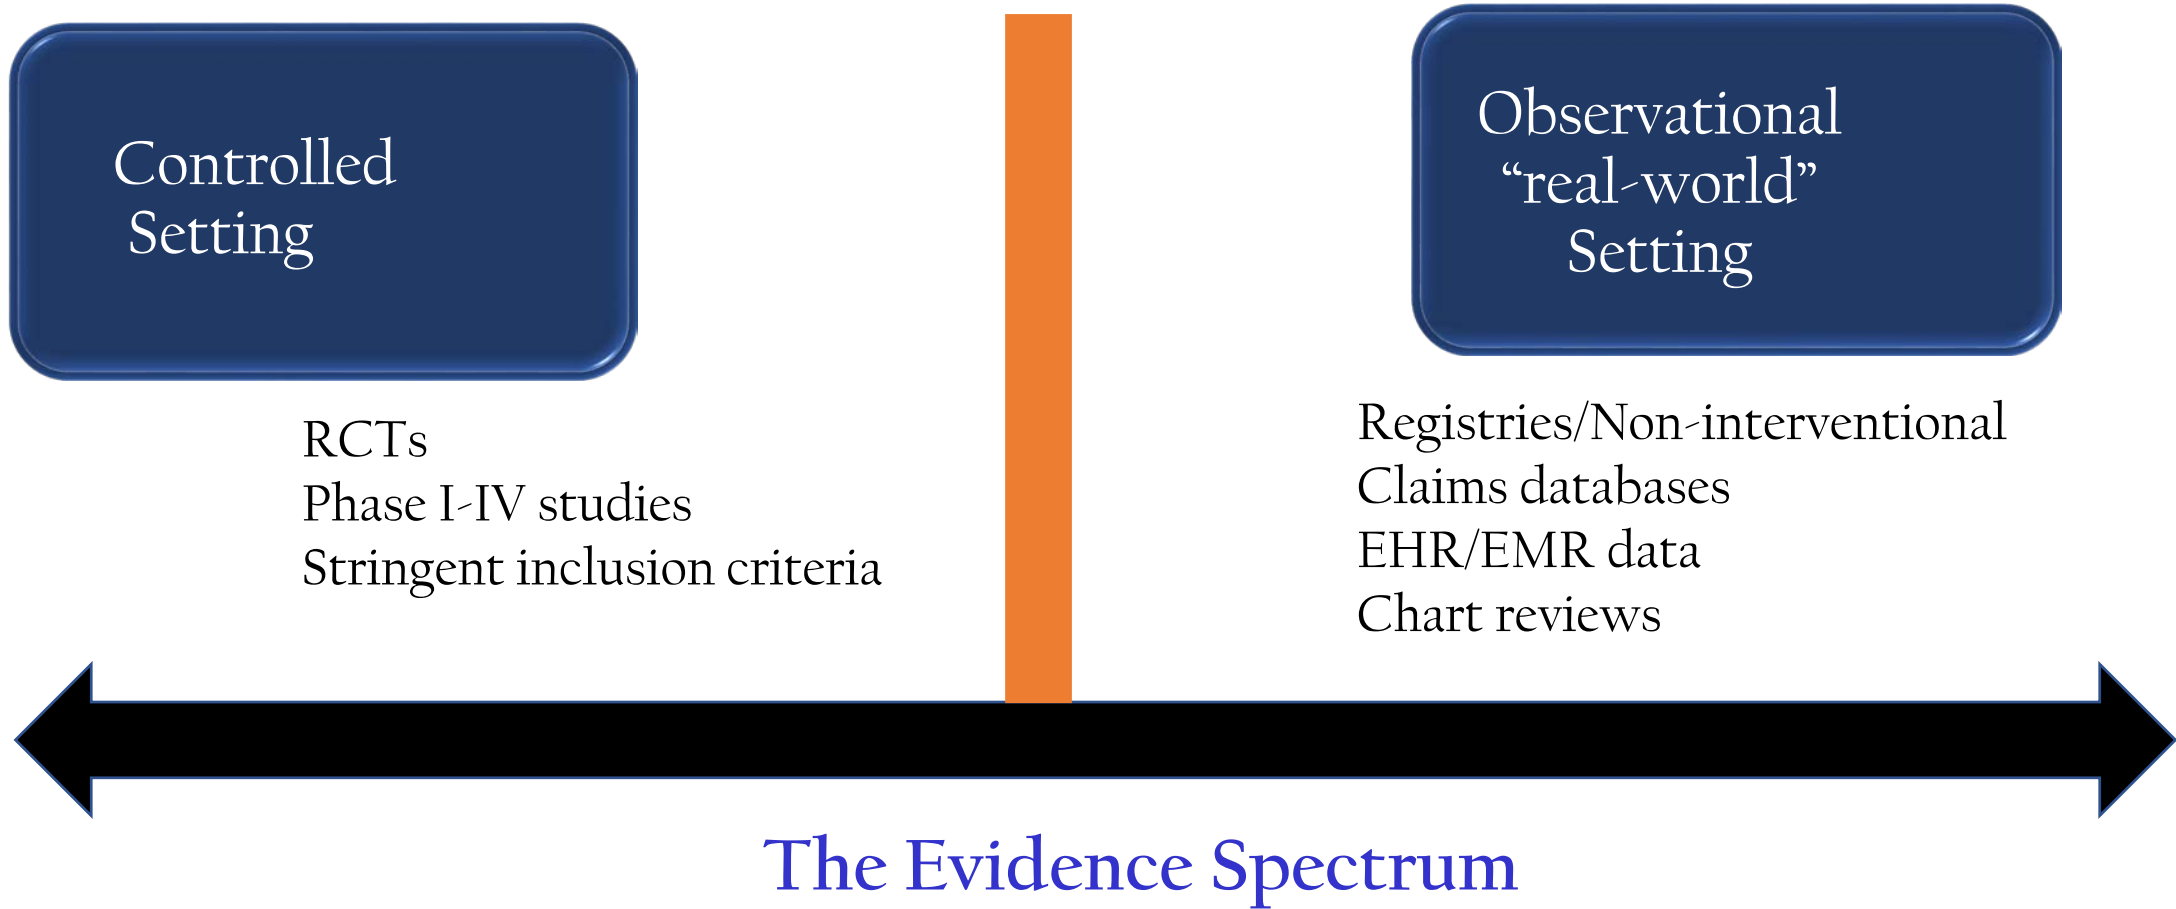 Controlled
Setting
Observational
“real-world”
Setting
RCTs
Phase I-IV studies
Stringent inclusion criteria
Registries/Non-interventional
Claims databases
EHR/EMR data
Chart reviews
The Evidence Spectrum